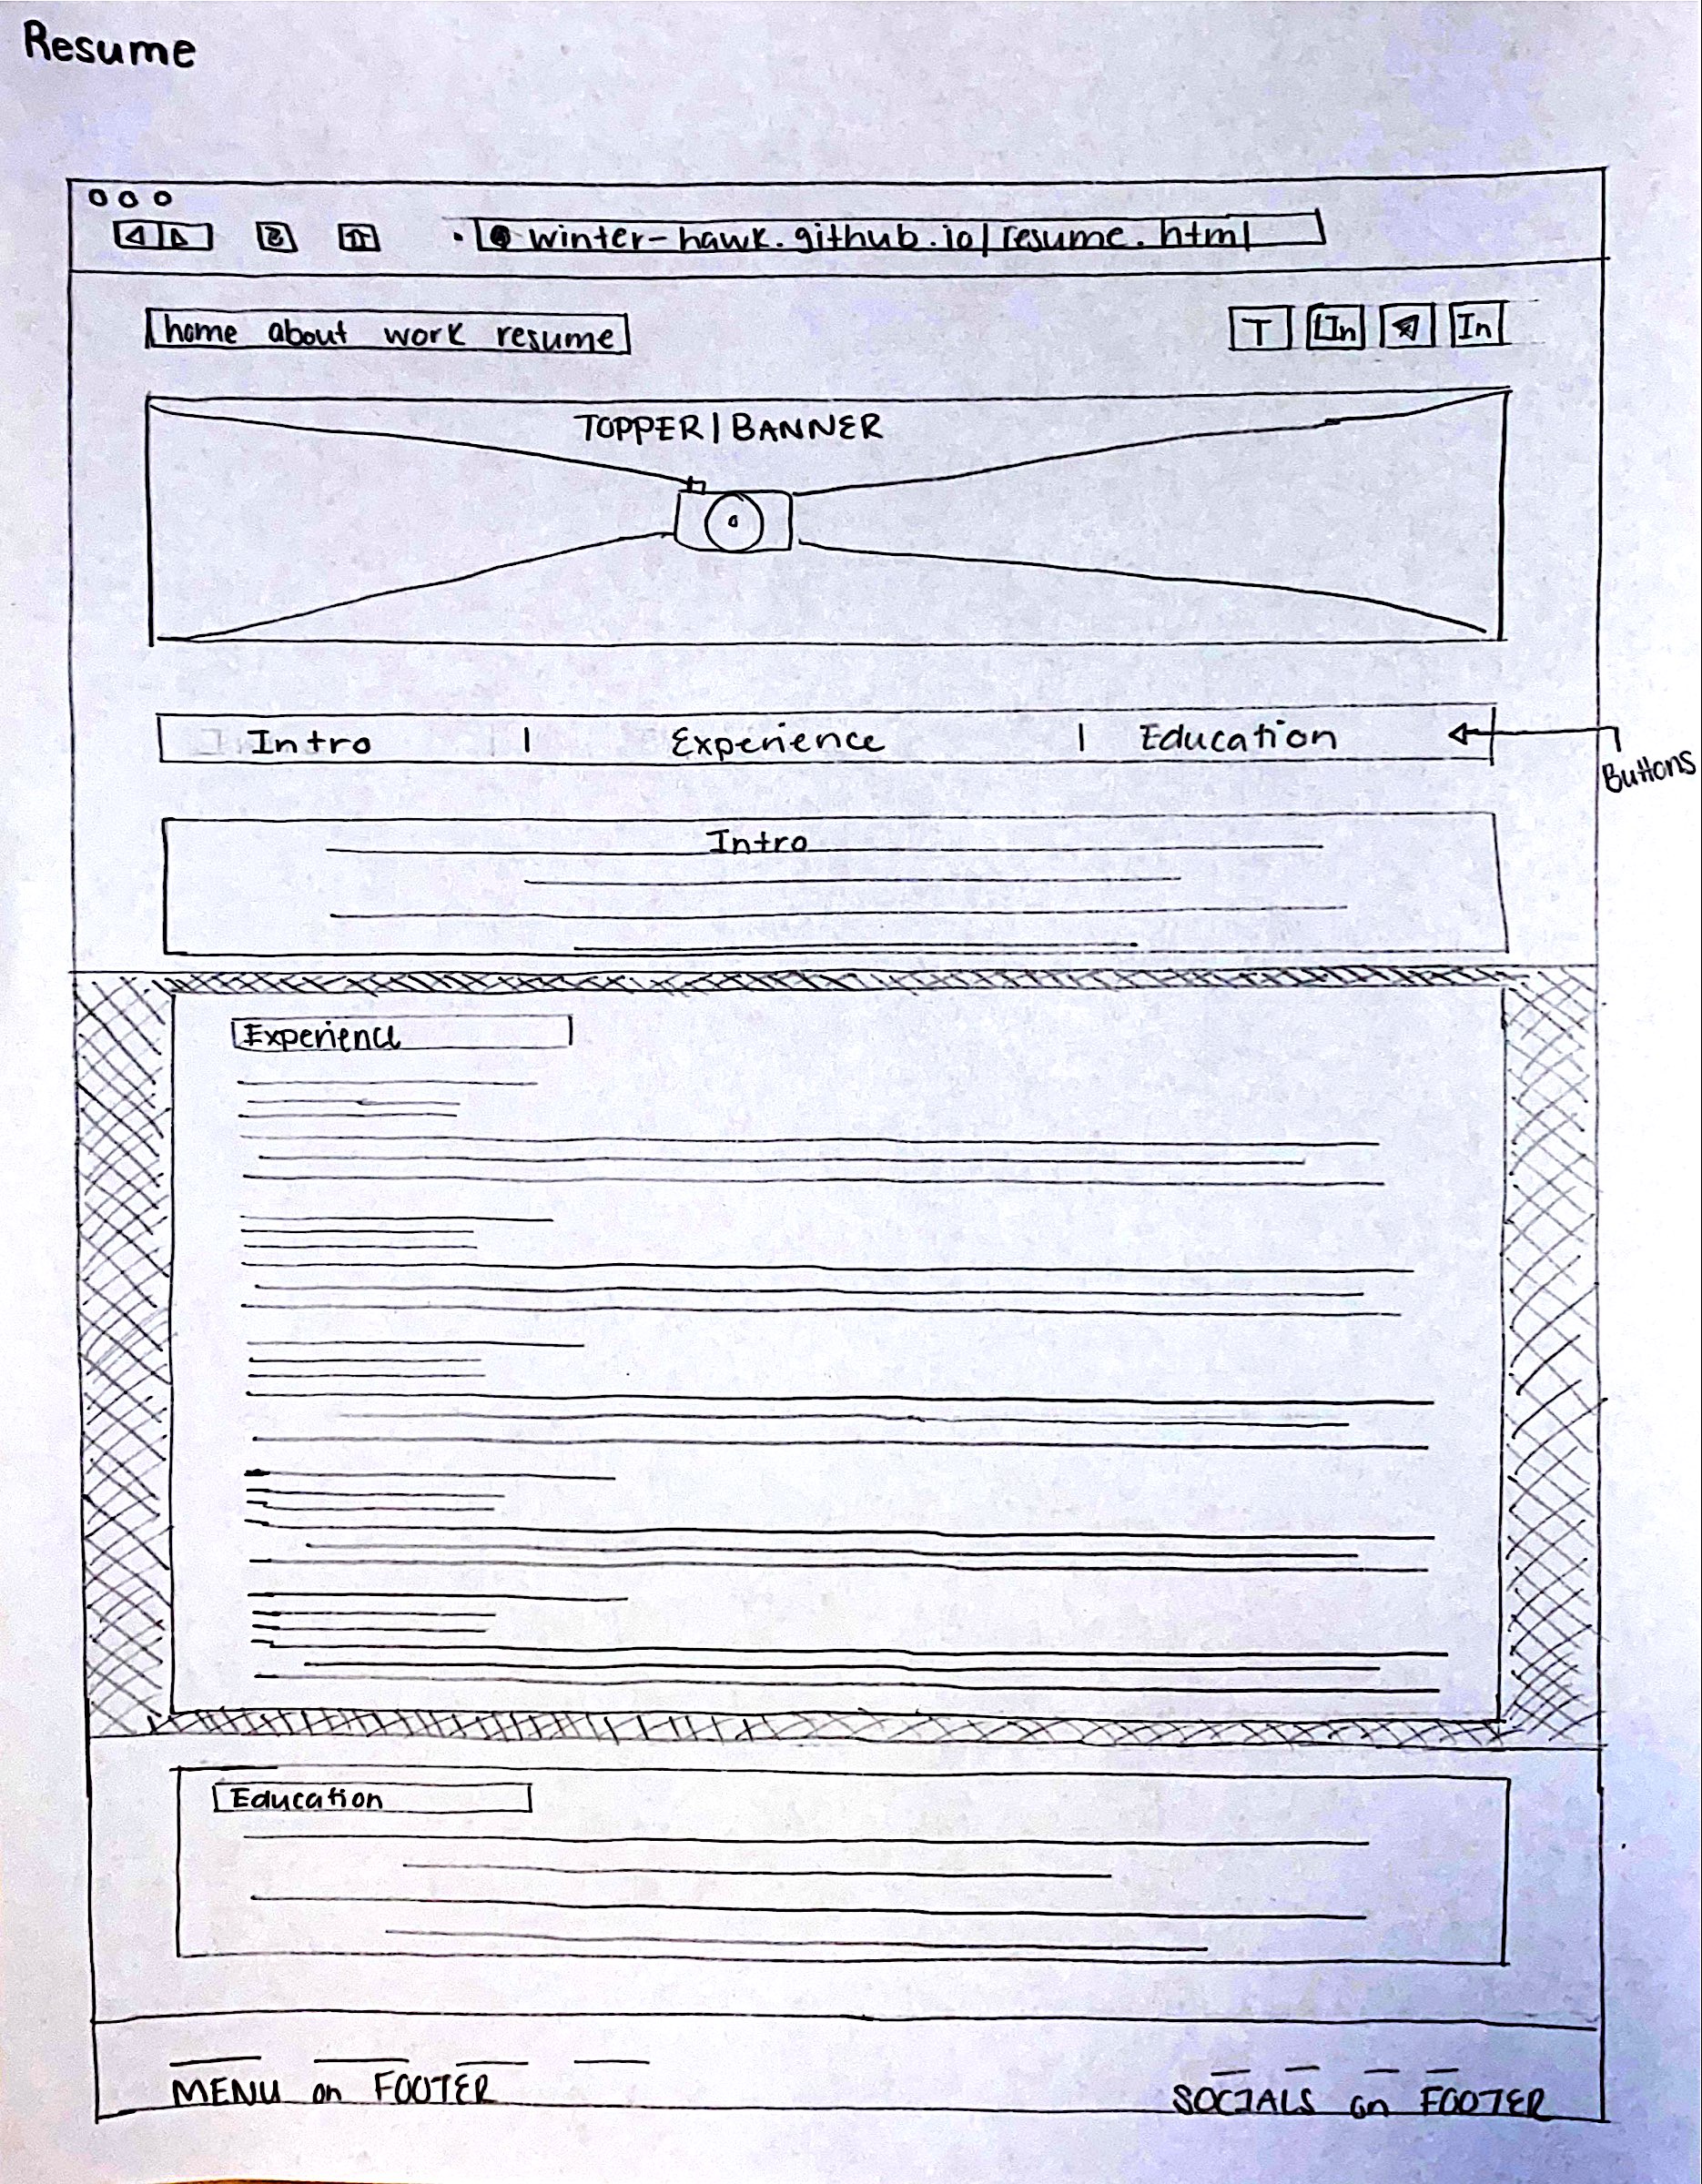 Resume
winter-hawk.github.io/resume.html
home about work resume T In In
TOPPER | BANNER
Intro | Experience | Education
Buttons
Intro
Experience
Education
MENU on FOOTER SOCIALS on FOOTER